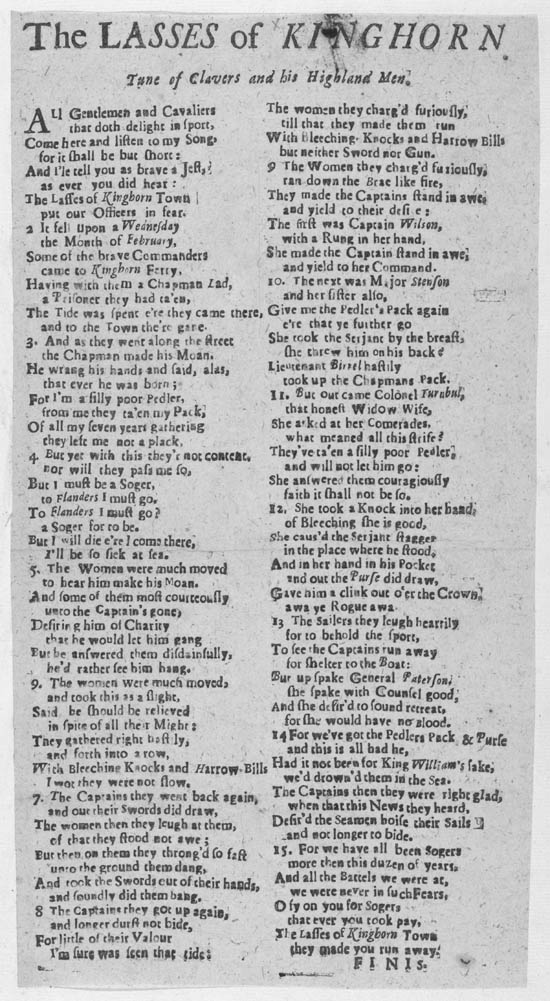 The LASSES of KINGHORN
Tune of Clavers and his Highland Men.
All Gentlemen and Cavaliers
that doth delight in sport,
Come here and listen to my Song,
for it shall be but short:
And I'le tell you as brave a Jest,
as ever you did hear:
The Lasses of Kinghorn Town
put our Officers in fear.
2 It fell upon a Wednesday
the Month of February,
Some of the brave Commanders
came to Kinghorn Ferry,
Having with them a Chapman Lad,
a Prisoner they had ta'en,
The Tide was spent e're they came there,
and to the Town the're gane.
3. And as they went along the street
the Chapman made his Moan.
He wrang his hands and said, alas,
that ever he was born;
For I'm a silly poor Pedler,
from me they ta'en my Pack,
Of all my seven years gathering
they left me not a plack.
4 But yet with this they'r not content,
nor will they pass me so,
But I must be a Soger,
to Flanders I must go.
To Flanders I must go?
a Soger for to be.
But I will die e're I come there,
I'll be so sick at sea.
5. The Women were much moved
to hear him make his Moan.
And some of them most courteously
unto the Captain's gone,
Desiring him of Charity
that he would let him gang
But he answered them disdainfully,
he'd rather see him hang.
9. The women were much moved,
and took this as a slight,
Said he should be relieved
in spite of all their Might:
They gathered right hastily,
and forth into a row,
With Bleeching Knocks and Harrow-Bills
I wot they were not slow.
7. The Captains they went back again,
and out their Swords did draw,
The women then they leugh at them,
of that they stood not awe;
But then on them they throng'd so fast
unto the ground them dang,
And took the Swords out of their hands,
and soundly did them bang.
8 The Captains they got up again,
and longer durst not bide,
For little of their Valour
I'm sure was seen that tide:
The women they charg'd furiously,
till that they made them run
With Bleeching-Knocks and Harrow Bills
but neither Sword nor Gun.
9 The Women they charg'd furiously,
ran down the Brae like fire,
They made the Captains stand in awe,
and yield to their desire:
The first was Captain Wilson,
with a Rung in her hand,
She made the Captain stand in awe,
and yield to her Command.
10. The next was Major Stenson
and her sister also,
Give me the Pedler's Pack again
e're that ye further go
She took the Serjant by the breast,
she threw him on his back
Lieutenant Birrel hastily
took up the Chapmans Pack.
11. But out came Colonel Turnbul,
that honest Widow Wife,
She asked at her Comerades,
what meaned all this strife?
They've ta'en a silly poor Pedler,
and will not let him go:
She answered them couragiously
saith it shall not be so.
12. She took a Knock into her hand,
of Bleeching she is good,
She caus'd the Serjant stagger
in the place where he stood,
And in her hand in his Pocket
and out the Purse did draw,
Gave him a clink out o'er the Crown,
awa ye Rogue awa
13 The Sailers they leugh heartily
for to behold the sport,
To see the Captains run away
for shelter to the Boat:
But up spake General Paterson,
she spake with Counsel good,
And she desir'd to sound retreat,
for she would have no Blood.
14 For we've got the Pedlers Pack & Purse
and this is all bad he,
Had it not been for King William's sake,
we'd drown'd them in the Sea.
The Captains then they were right glad,
when that this News they heard,
Desir'd the Seamen hoise their Sails
and not longer to bide.
15. For we have all been Sogers
more then this duzen of years,
And all the Battels we were at,
we were never in such Fears,
O fy on you for Sogers
that ever you took pay,
The Lasses of Kinghorn Town
they made you run away.
FINIS.